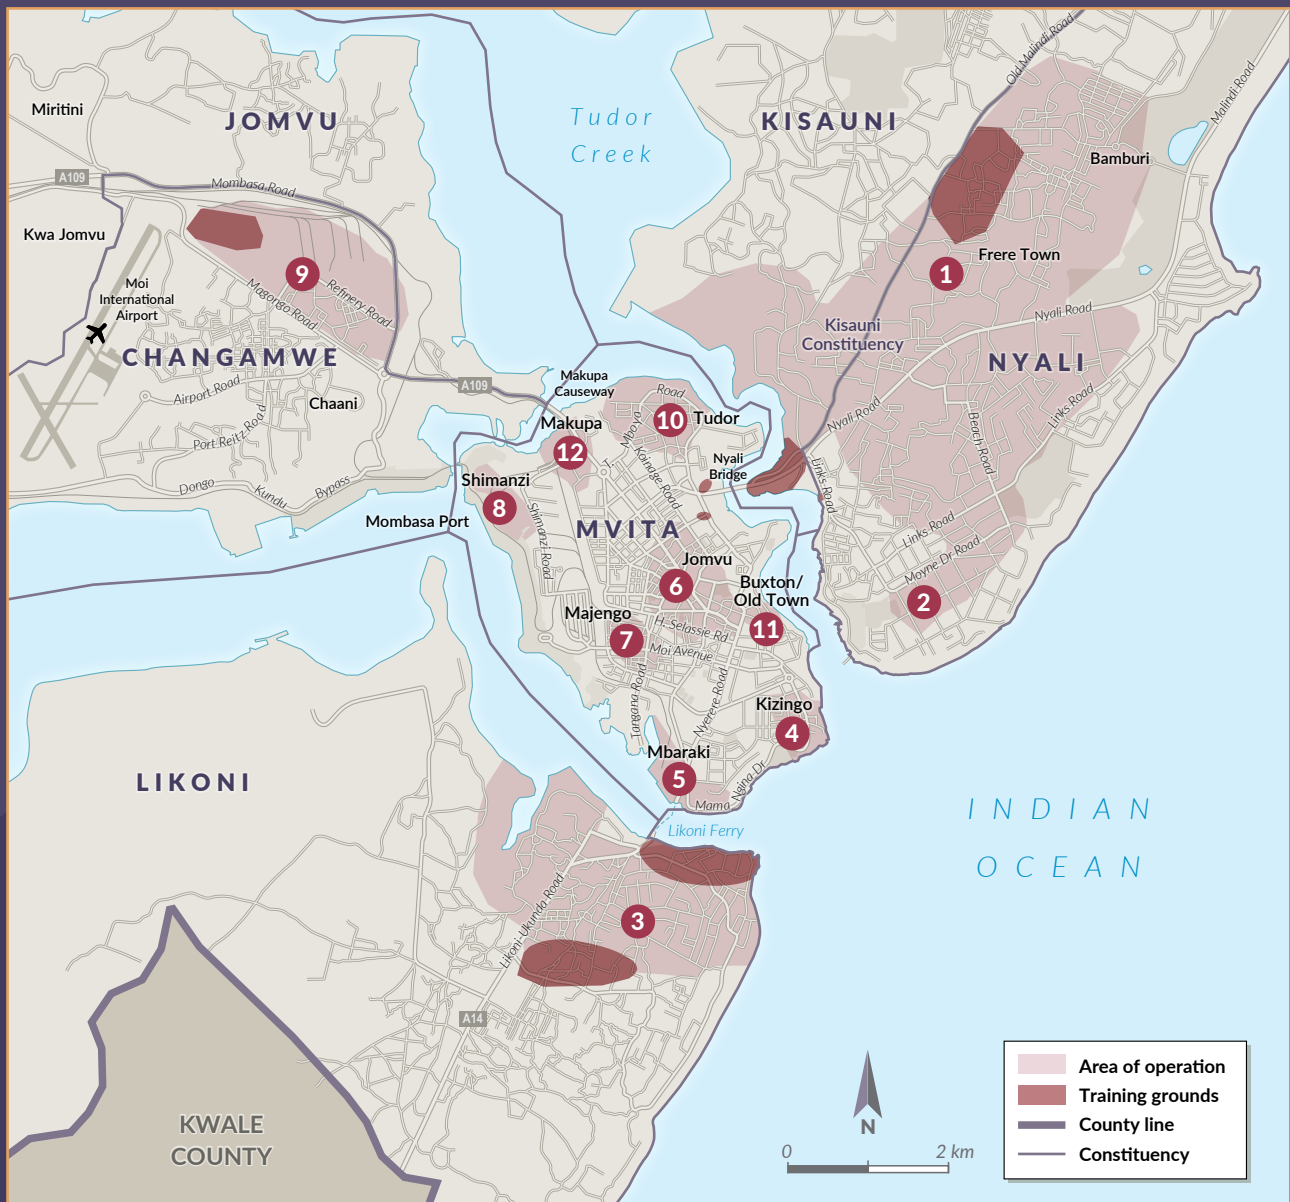 Miritini
JOMVU
Tudor
Creek
KISAUNI
Old Malindi Road
Malindi Road
Bamburi
A109
Mombasa Road
Kwa Jomvu
9
Moi
International
Airport
Magongo Road
Refinery Road
1
Frere Town
Kisauni
Constituency
Nyali Road
NYALI
CHANGAMWE
Airport Road
Chaani
Port Reitz Road
A109
Makupa
Causeway
Makupa
12
Road
10
Tudor
T. Mboya
Koinage Road
Nyali
Bridge
Nyali Road
Links Road
Beach Road
Links Road
Dongo Kundu Bypass
Shimanzi
8
Mombasa Port
Shimanzi Road
MVITA
Links Road
Moyne Dr Road
2
Jomvu
6
Buxton/
Old Town
11
Majengo
7
H. Selassie Rd
Moi Avenue
Tangana Road
Nyerere Road
Kizingo
4
Mbaraki
5
Mama Ngina Dr
Likoni Ferry
LIKONI
INDIAN
OCEAN
3
Likoni-Ukunda Road
A14
KWALE
COUNTY
N
0 2 km
Area of operation
Training grounds
County line
Constituency